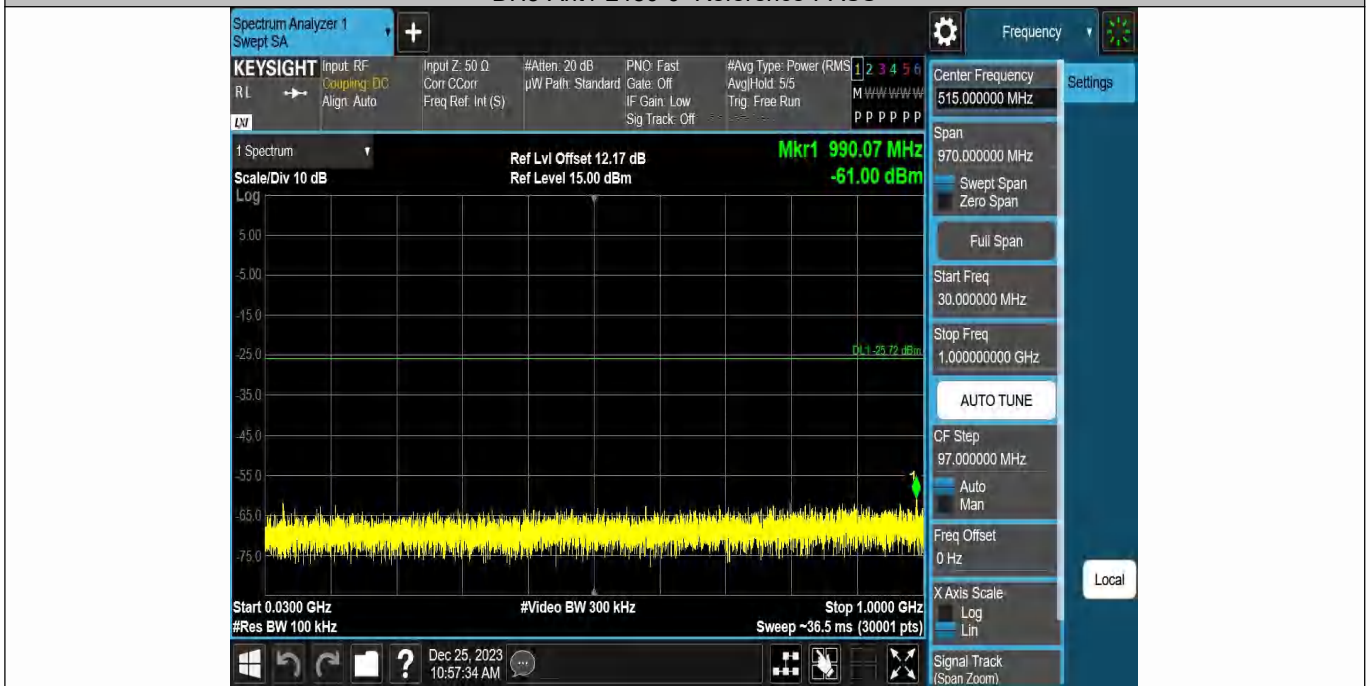 Spectrum Analyzer 1
Swept SA
+
Frequency
KEYSIGHT
RL
LXI
Input: RF
Coupling: DC
Align: Auto
Input Z: 50 Ω
Corr CCorr
Freq Ref: Int (S)
#Atten: 20 dB
µW Path: Standard
PNO: Fast
Gate: Off
IF Gain: Low
Sig Track: Off
#Avg Type: Power (RMS
Avg|Hold: 5/5
Trig: Free Run
1 2 3 4 5 6
M W W W W W
P P P P P P
Center Frequency
515.000000 MHz
Settings
1 Spectrum
Scale/Div 10 dB
Log
Ref Lvl Offset 12.17 dB
Ref Level 15.00 dBm
Mkr1 990.07 MHz
-61.00 dBm
Span
970.000000 MHz
Swept Span
Zero Span
Full Span
Start Freq
30.000000 MHz
Stop Freq
1.000000000 GHz
AUTO TUNE
CF Step
97.000000 MHz
Auto
Man
Freq Offset
0 Hz
X Axis Scale
Log
Lin
Signal Track
(Span Zoom)
Local
5.00
-5.00
-15.0
-25.0
DL1 -25.72 dBm
-35.0
-45.0
-55.0
1
-65.0
-75.0
Start 0.0300 GHz
#Res BW 100 kHz
#Video BW 300 kHz
Stop 1.0000 GHz
Sweep ~36.5 ms (30001 pts)
?
Dec 25, 2023
10:57:34 AM